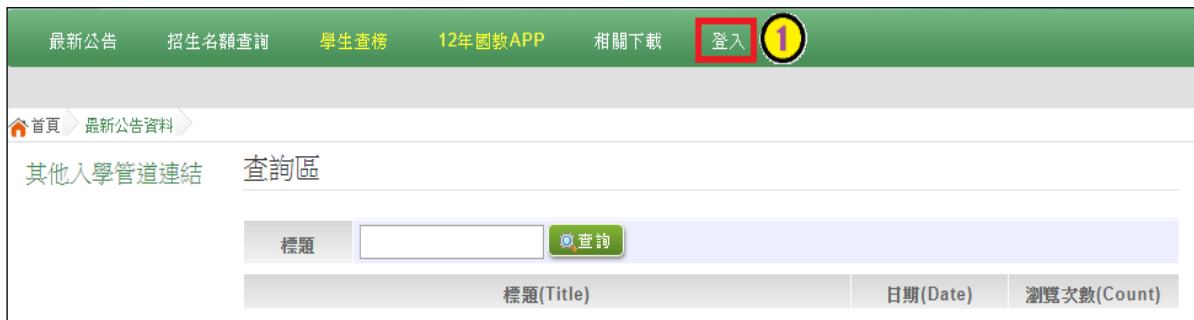 最新公告 招生名額查詢 學生查榜 12年國教APP 相關下載 登入 1
首頁 最新公告資料
其他入學管道連結 查詢區
標題 查詢
標題(Title) 日期(Date) 瀏覽次數(Count)